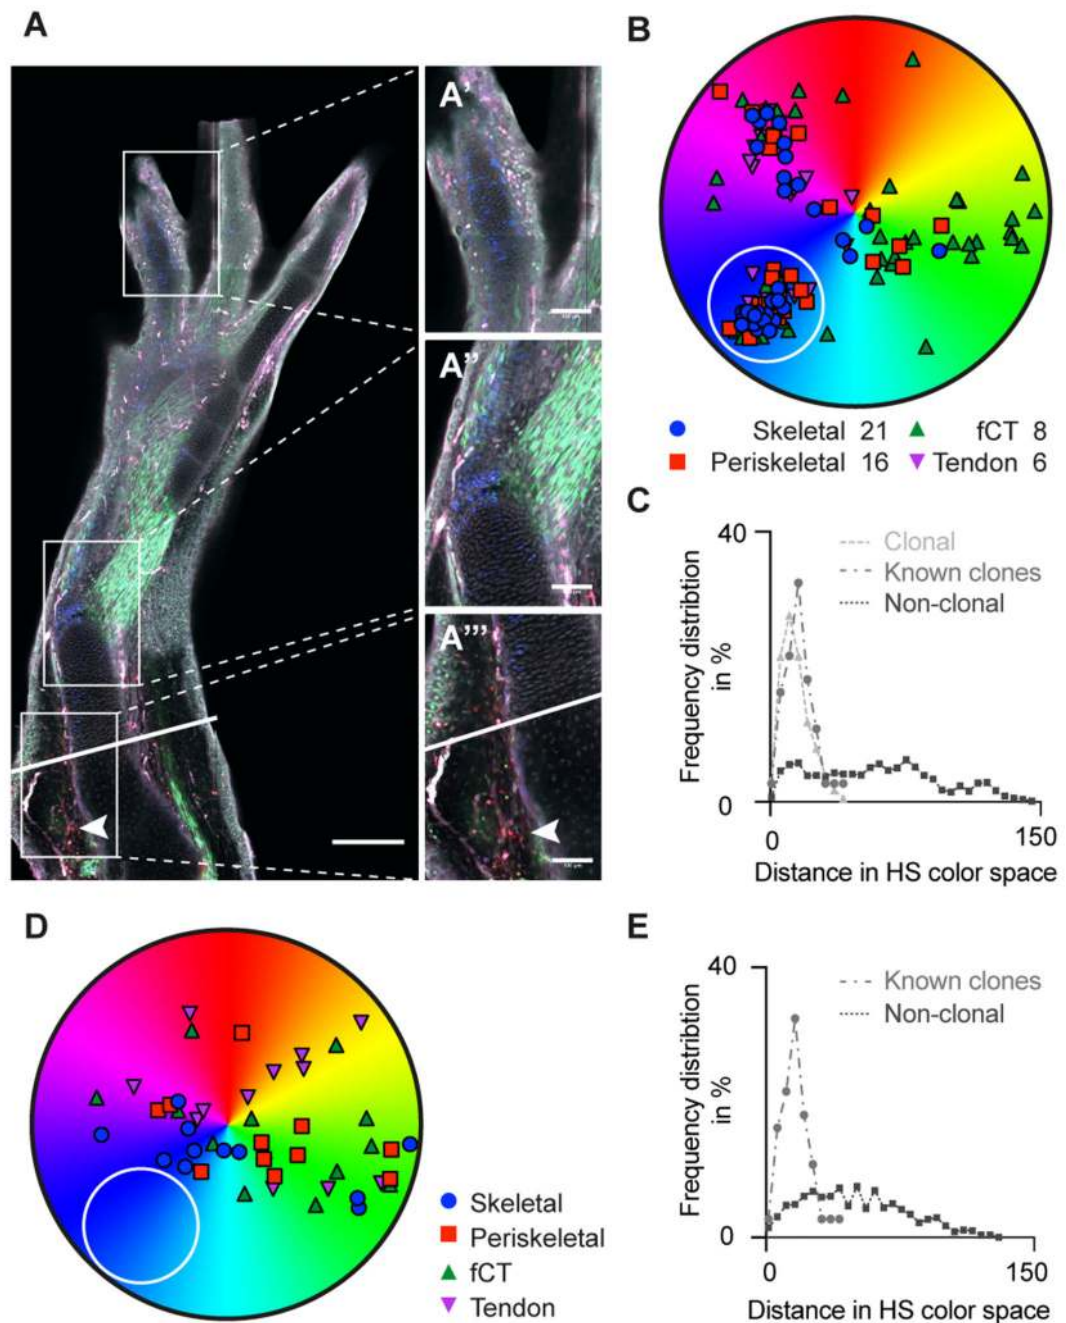 A
A'
A''
A'''
B
Skeletal 21 fCT 8
Periskeletal 16 Tendon 6
C
40
Clonal
Known clones
Non-clonal
Frequency distribtion
in %
0
0 150
Distance in HS color space
D
Skeletal
Periskeletal
fCT
Tendon
E
40
Known clones
Non-clonal
Frequency distribtion
in %
0
0 150
Distance in HS color space